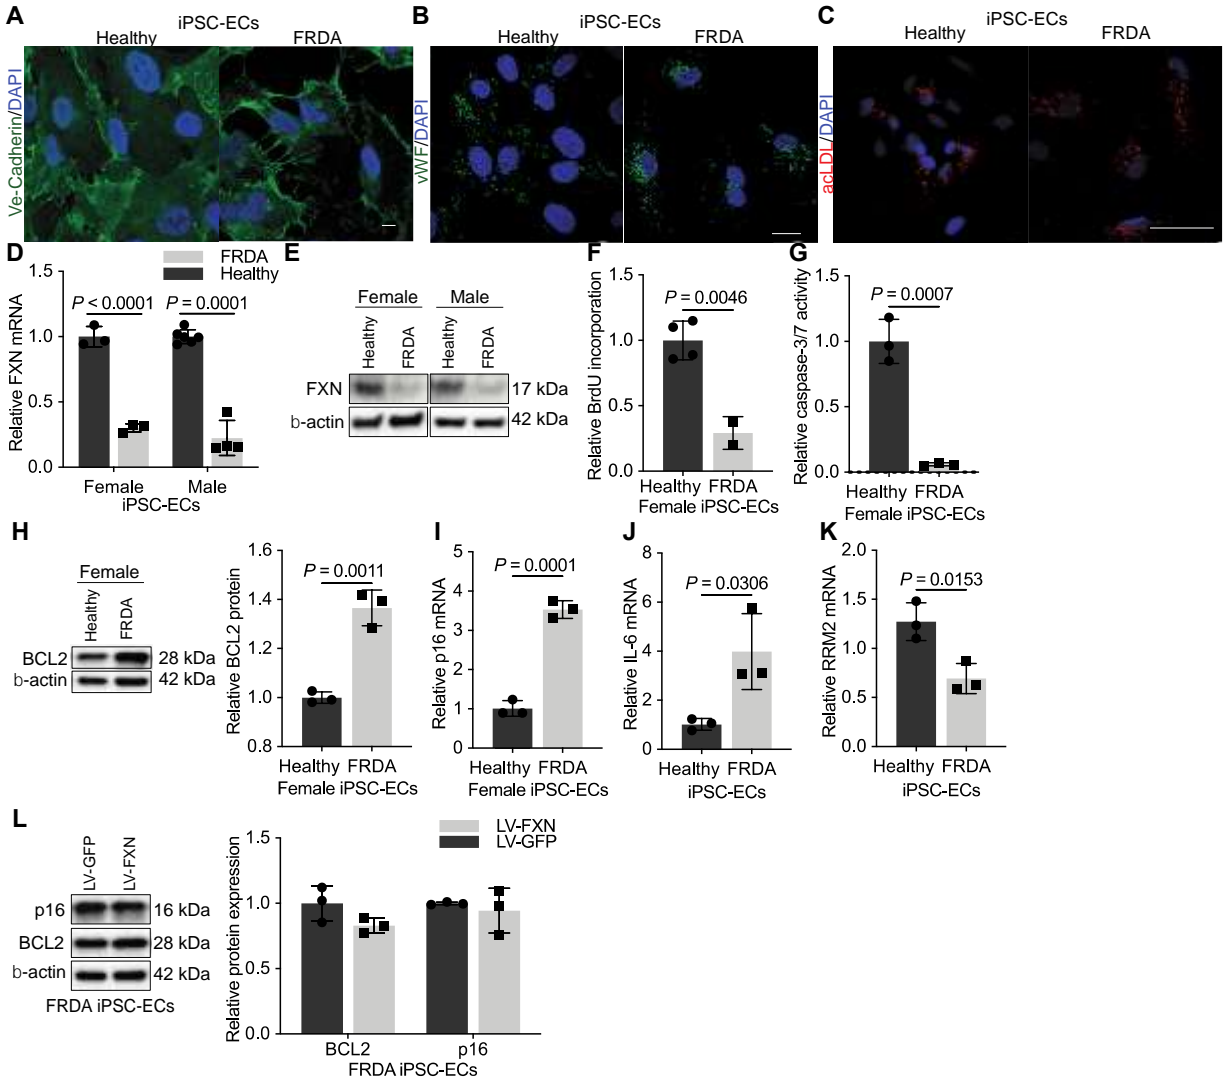 A
iPSC-ECs
Healthy
FRDA
Ve-Cadherin/DAPI
B
iPSC-ECs
Healthy
FRDA
vWF/DAPI
C
iPSC-ECs
Healthy
FRDA
acLDL/DAPI
D
FRDA
Healthy
Relative FXN mRNA
1.5
1.0
0.5
0.0
P < 0.0001
P = 0.0001
Female
Male
iPSC-ECs
E
Female
Male
Healthy
FRDA
Healthy
FRDA
FXN
17 kDa
b-actin
42 kDa
F
Relative BrdU incorporation
1.5
1.0
0.5
0.0
P = 0.0046
Healthy
FRDA
Female iPSC-ECs
G
Relative caspase-3/7 activity
1.5
1.0
0.5
0.0
P = 0.0007
Healthy
FRDA
Female iPSC-ECs
H
Female
Healthy
FRDA
BCL2
28 kDa
b-actin
42 kDa
Relative BCL2 protein
1.6
1.4
1.2
1.0
0.8
P = 0.0011
Healthy
FRDA
Female iPSC-ECs
I
Relative p16 mRNA
5
4
3
2
1
0
P = 0.0001
Healthy
FRDA
Female iPSC-ECs
J
Relative IL-6 mRNA
8
6
4
2
0
P = 0.0306
Healthy
FRDA
iPSC-ECs
K
Relative RRM2 mRNA
2.0
1.5
1.0
0.5
0.0
P = 0.0153
Healthy
FRDA
iPSC-ECs
L
LV-GFP
LV-FXN
p16
16 kDa
BCL2
28 kDa
b-actin
42 kDa
FRDA iPSC-ECs
LV-FXN
LV-GFP
Relative protein expression
1.5
1.0
0.5
0.0
BCL2
p16
FRDA iPSC-ECs